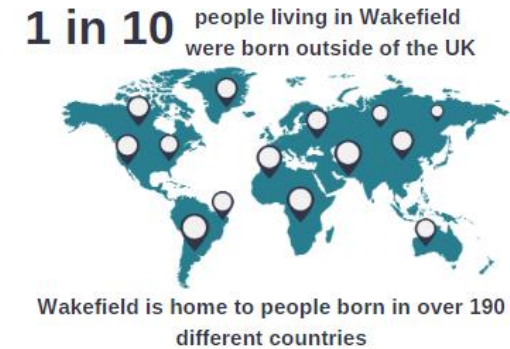 1 in 10
people living in Wakefield
were born outside of the UK
Wakefield is home to people born in over 190
different countries